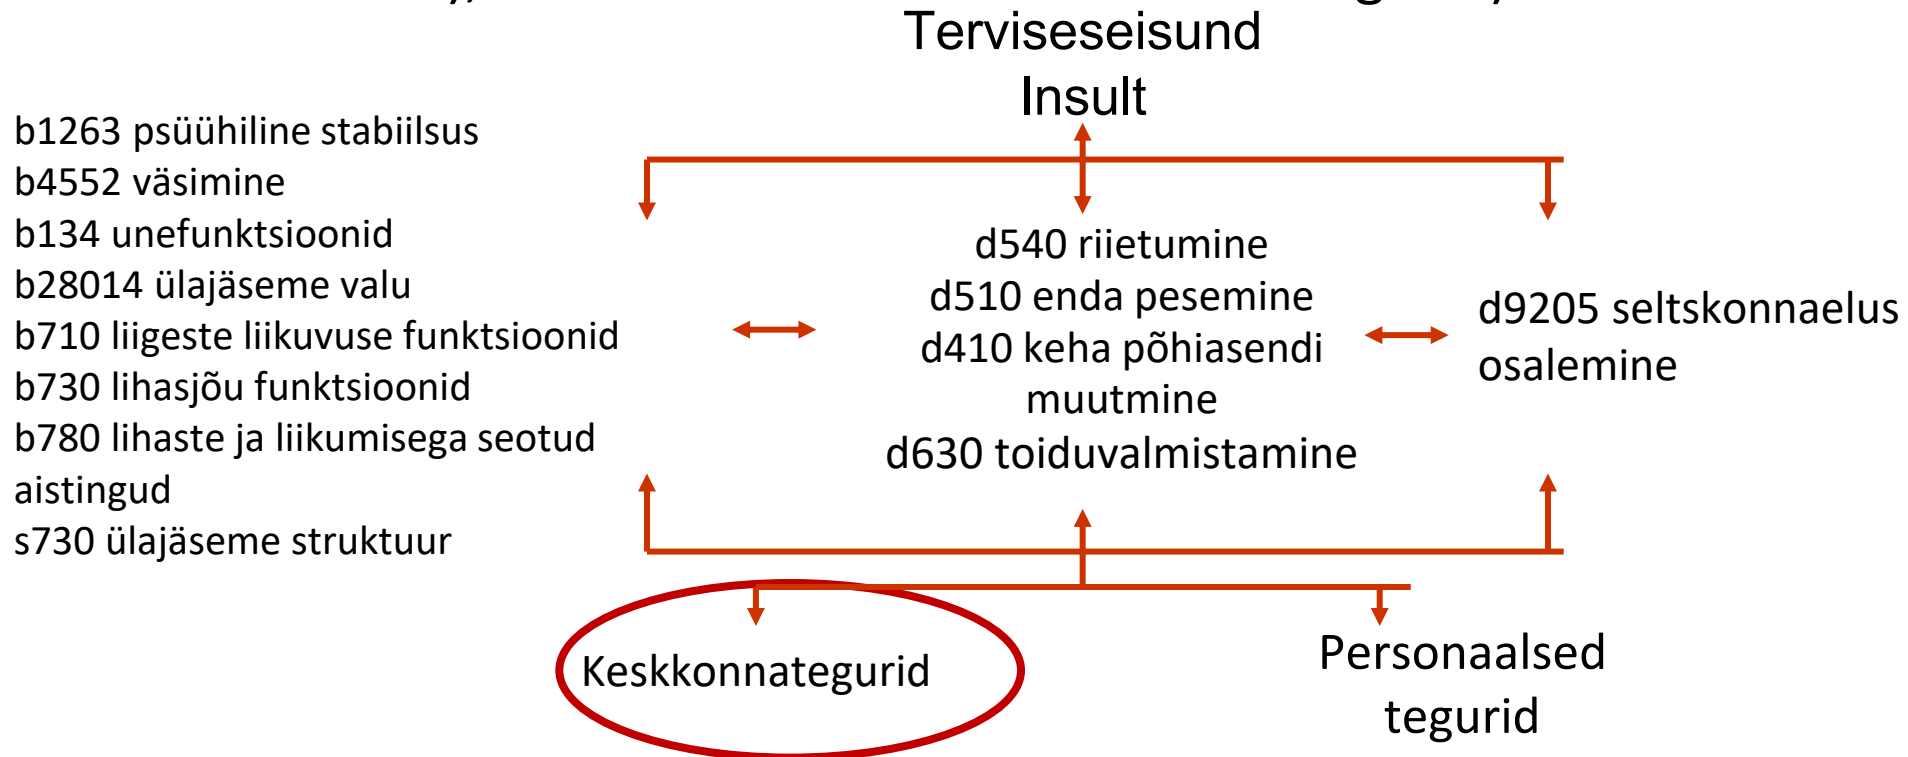 Terviseseisund
Insult
b1263 psüühiline stabiilsus
b4552 väsimine
b134 unefunktsioonid
b28014 ülajäseme valu
b710 liigeste liikuvuse funktsioonid
b730 lihasjõu funktsioonid
b780 lihaste ja liikumisega seotud
aistingud
s730 ülajäseme struktuur
d540 riietumine
d510 enda pesemine
d410 keha põhiasendi
muutmine
d630 toiduvalmistamine
d9205 seltskonnaelus
osalemine
Keskkonnategurid
Personaalsed
tegurid